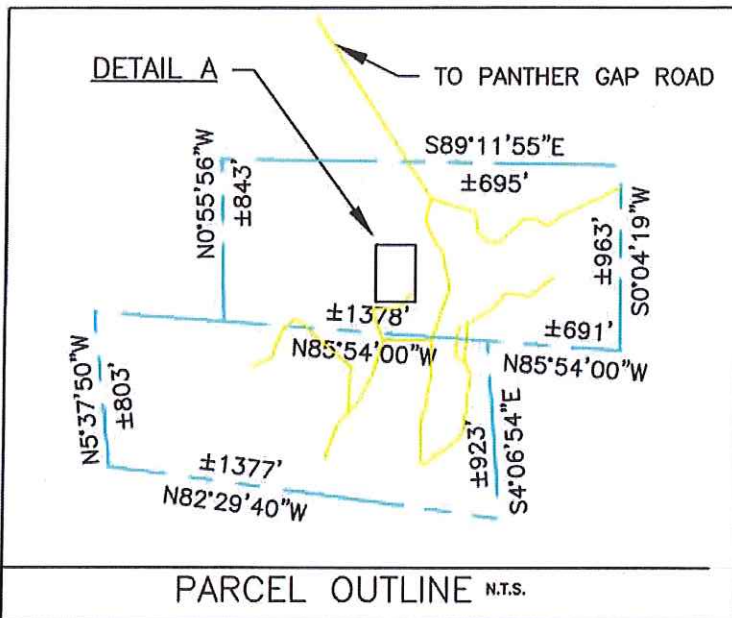 DETAIL A
TO PANTHER GAP ROAD
S89°11'55"E
±695'
N0°55'56"W
±843'
S0°04'19"W
±963'
±1378'
N85°54'00"W
±691'
N85°54'00"W
N5°37'50"W
±803'
±923'
S4°06'54"E
±1377'
N82°29'40"W
PARCEL OUTLINE N.T.S.